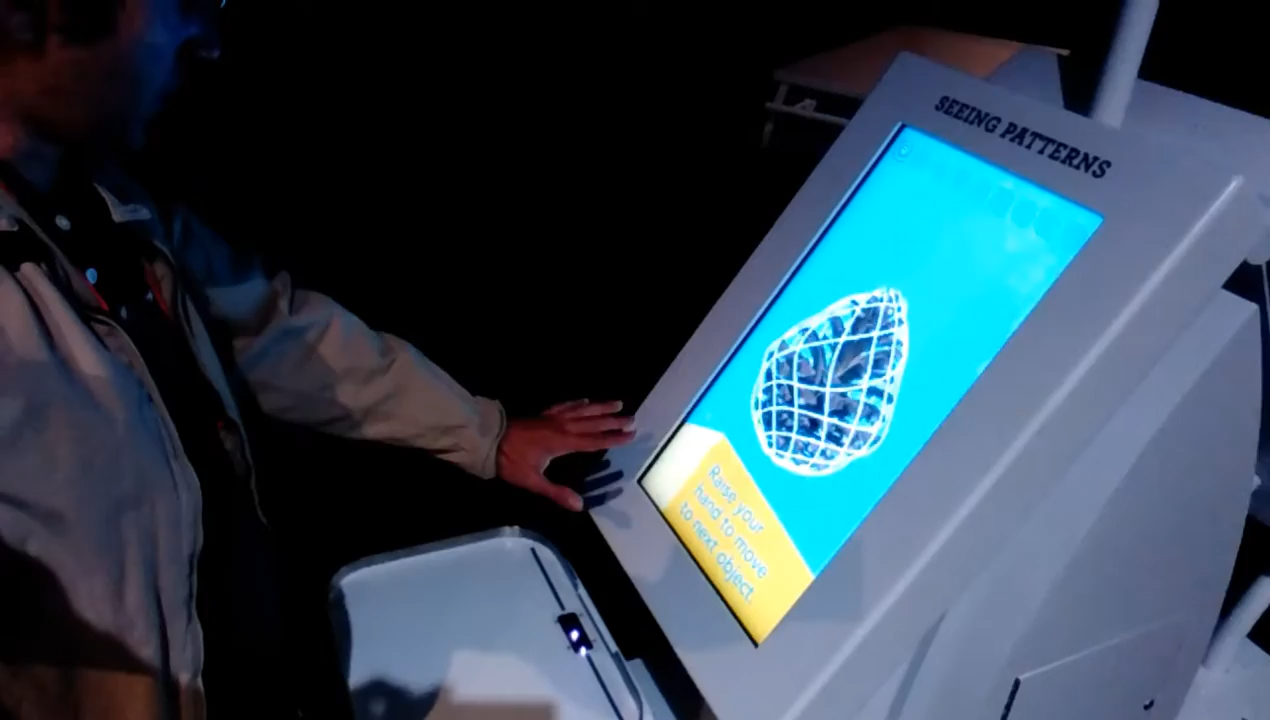 SEEING PATTERNS
Raise your
hand to move
to next object.